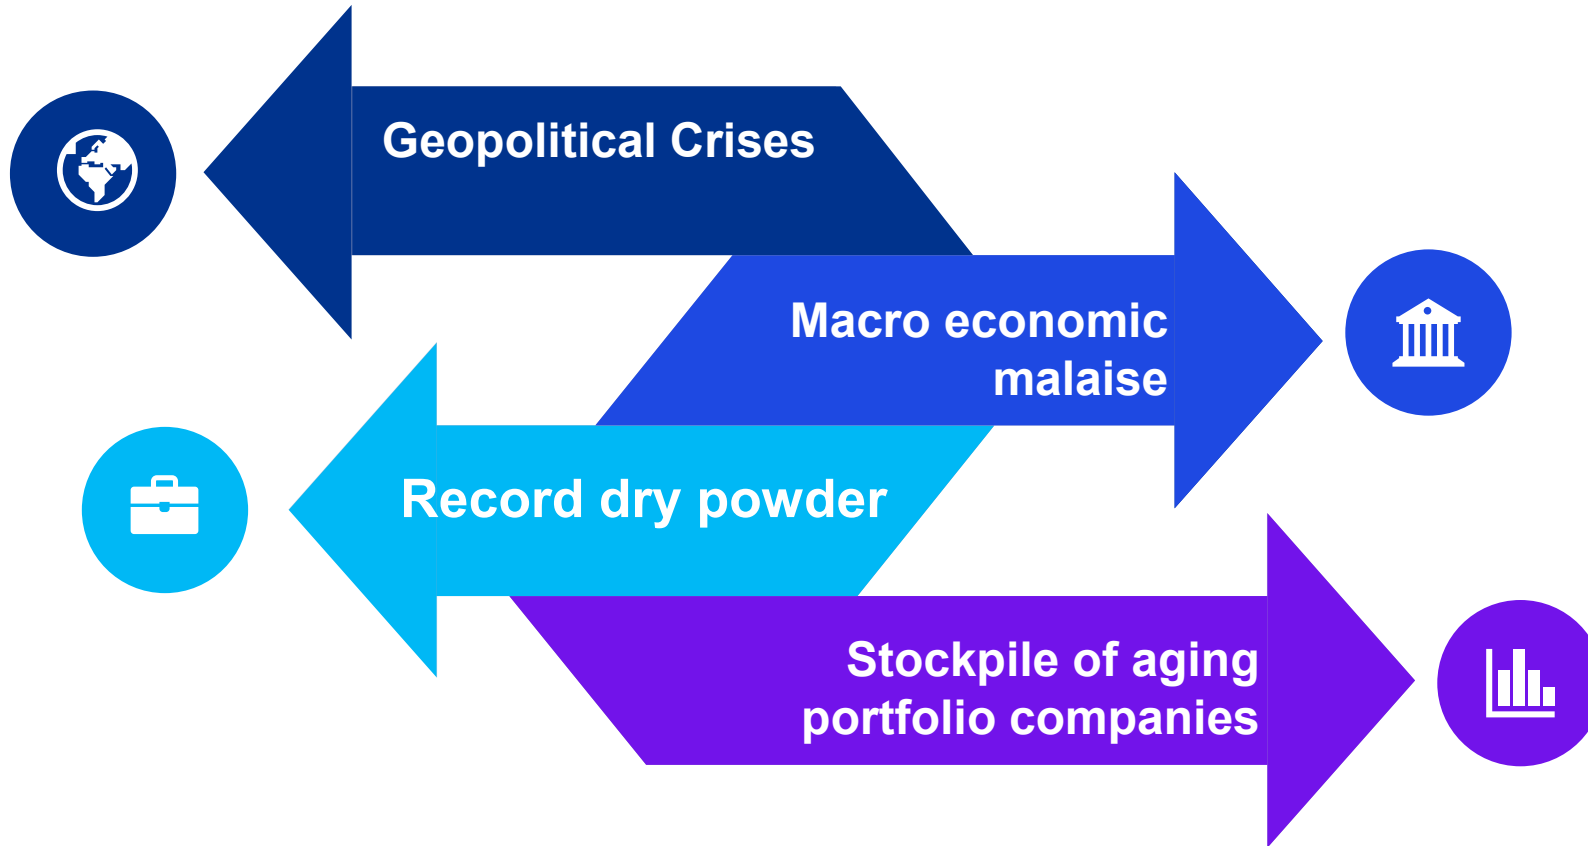 Geopolitical Crises
Macro economic
malaise
Record dry powder
Stockpile of aging
portfolio companies